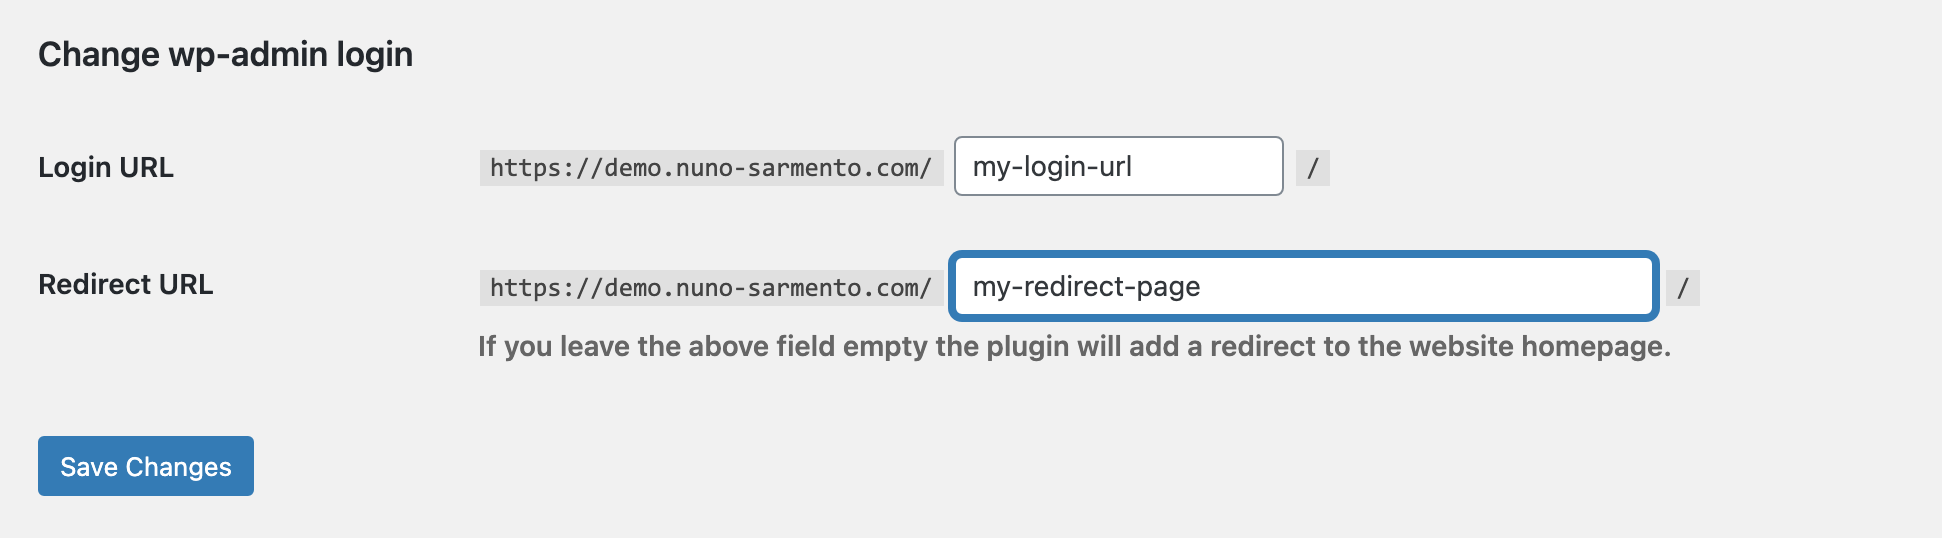 Change wp-admin login
Login URL https://demo.nuno-sarmento.com/ my-login-url /
Redirect URL https://demo.nuno-sarmento.com/ my-redirect-page /
If you leave the above field empty the plugin will add a redirect to the website homepage.
Save Changes